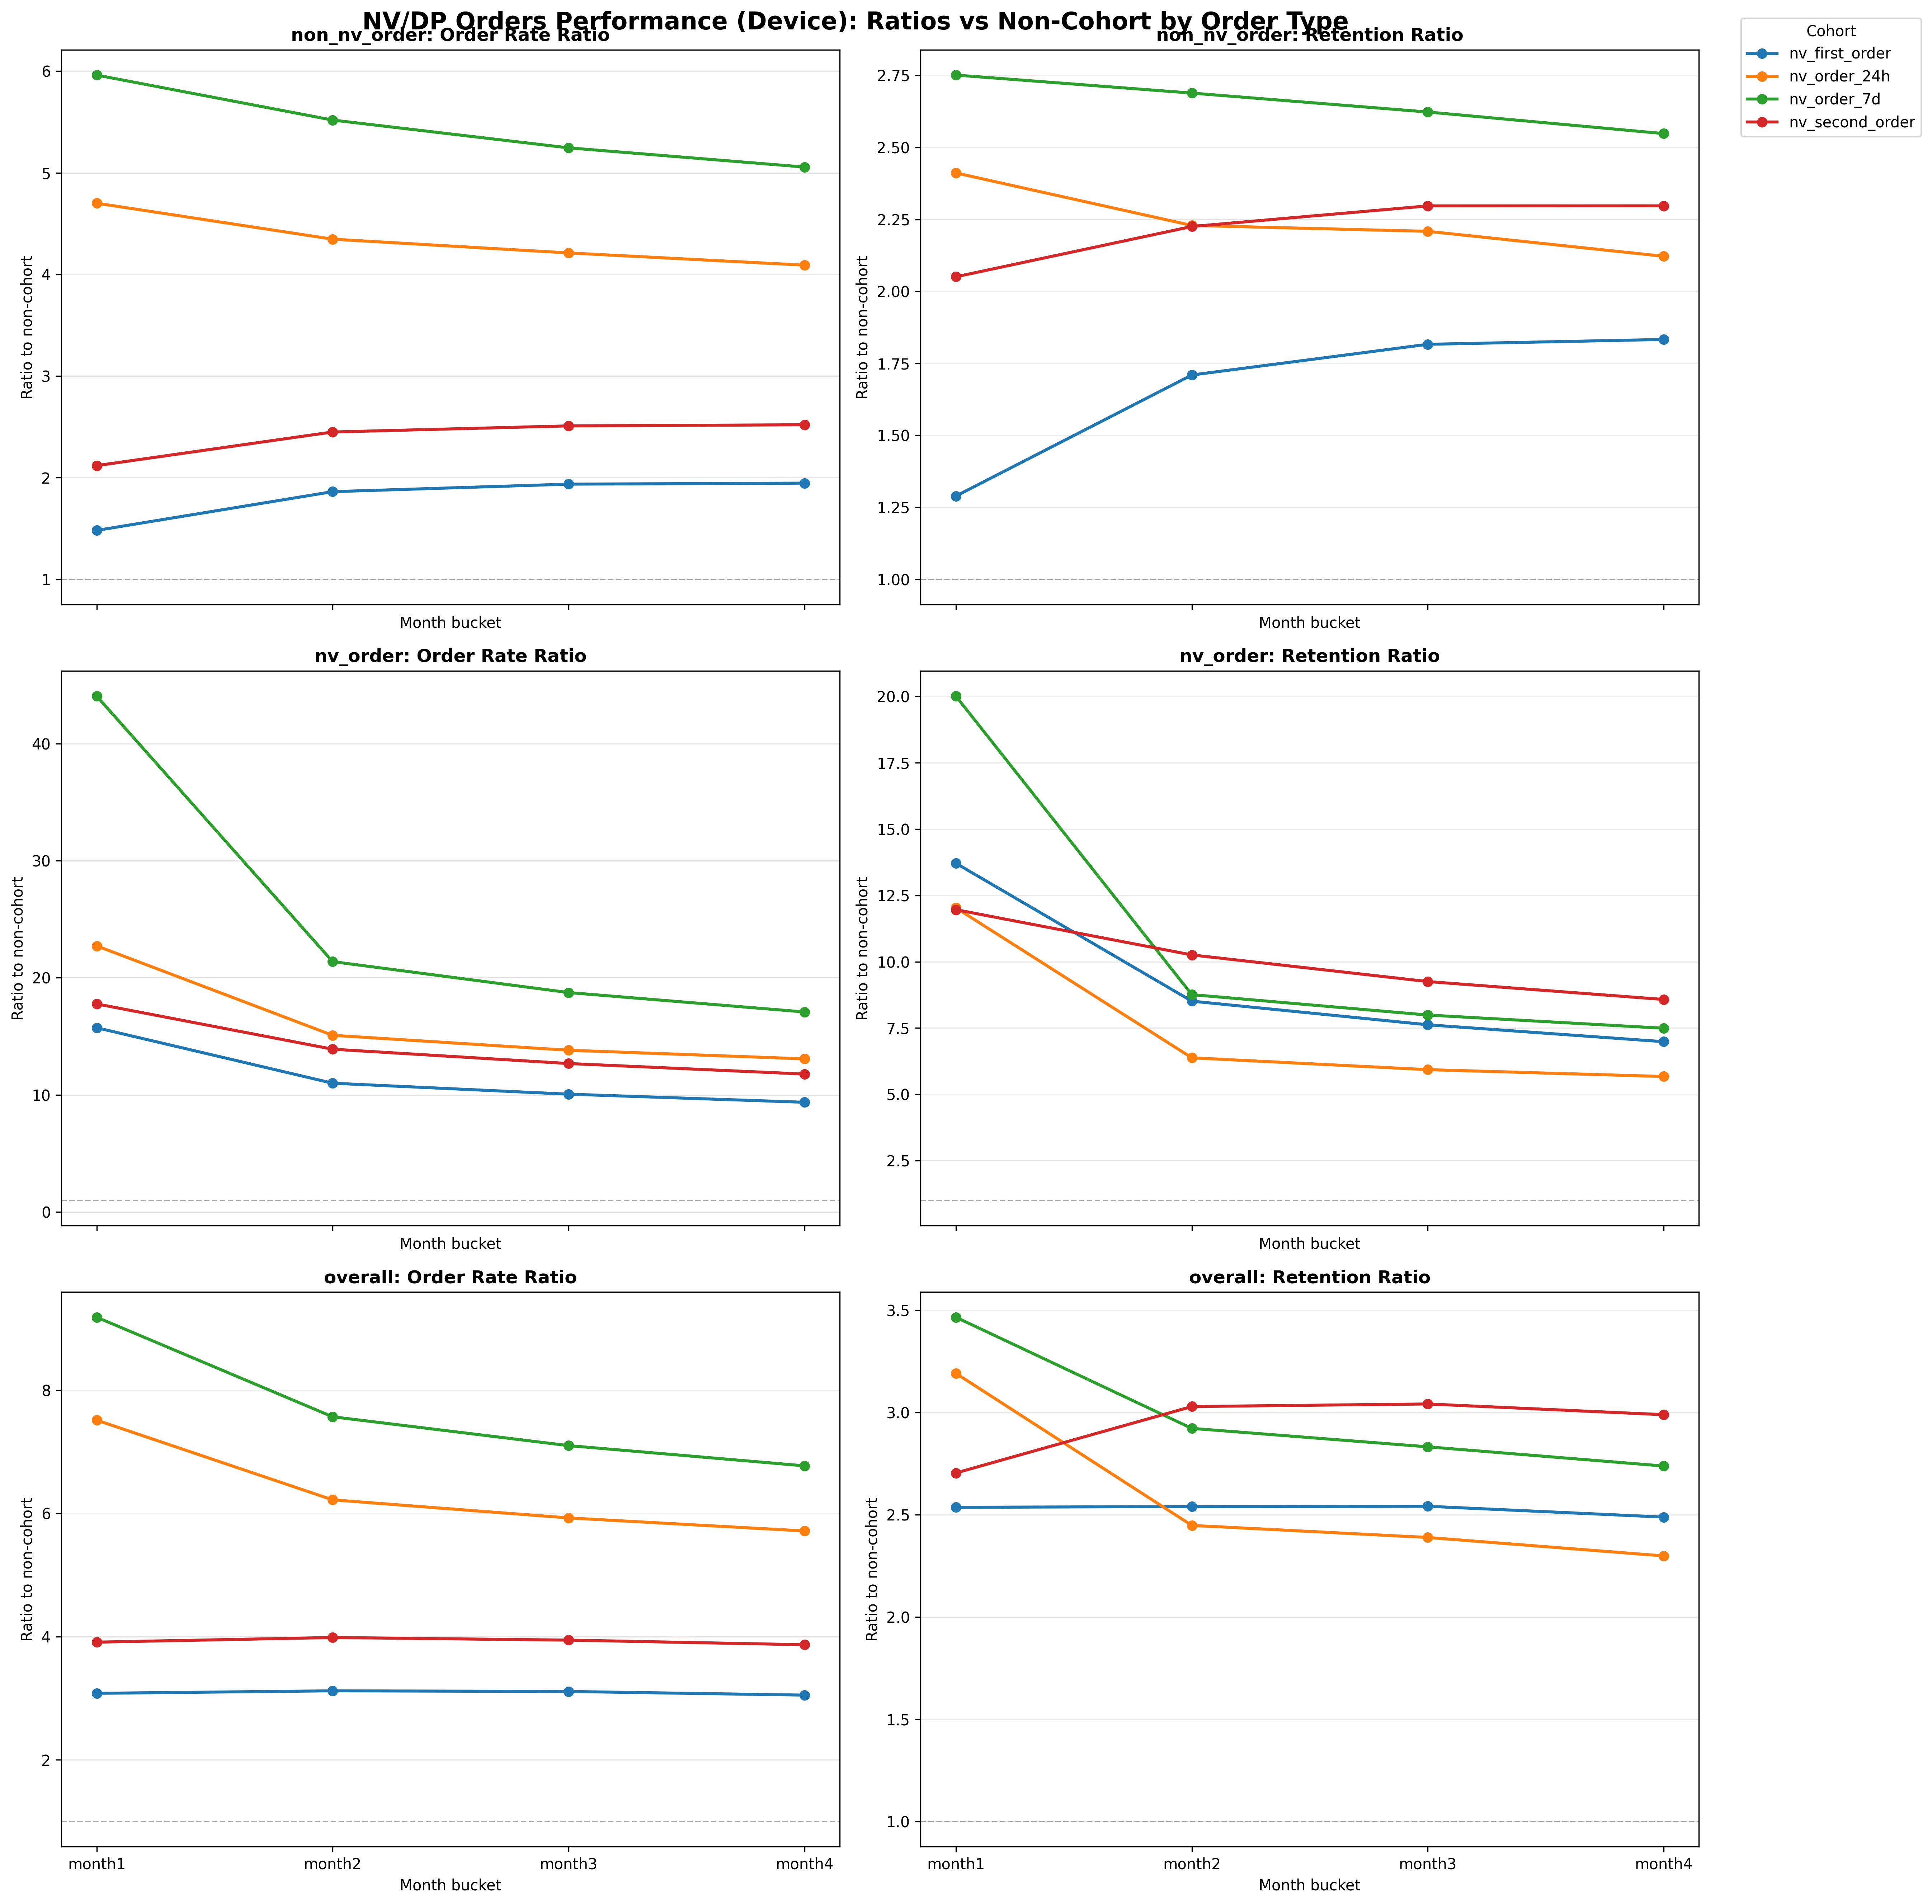 NV/DP Orders Performance (Device): Ratios vs Non-Cohort by Order Type
non_nv_order: Order Rate Ratio
6
5
4
3
2
1
Ratio to non-cohort
Month bucket
non_nv_order: Retention Ratio
2.75
2.50
2.25
2.00
1.75
1.50
1.25
1.00
Ratio to non-cohort
Month bucket
Cohort
nv_first_order
nv_order_24h
nv_order_7d
nv_second_order
nv_order: Order Rate Ratio
40
30
20
10
0
Ratio to non-cohort
Month bucket
nv_order: Retention Ratio
20.0
17.5
15.0
12.5
10.0
7.5
5.0
2.5
Ratio to non-cohort
Month bucket
overall: Order Rate Ratio
8
6
4
2
Ratio to non-cohort
month1 month2 month3 month4
Month bucket
overall: Retention Ratio
3.5
3.0
2.5
2.0
1.5
1.0
Ratio to non-cohort
month1 month2 month3 month4
Month bucket